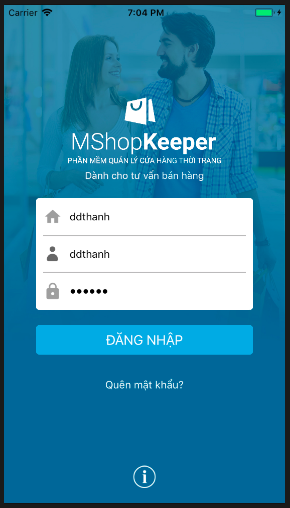 Carrier 7:04 PM
MShopKeeper
PHẦN MỀM QUẢN LÝ CỬA HÀNG THỜI TRANG
Dành cho tư vấn bán hàng
ddthanh
ddthanh
••••••
ĐĂNG NHẬP
Quên mật khẩu?
i